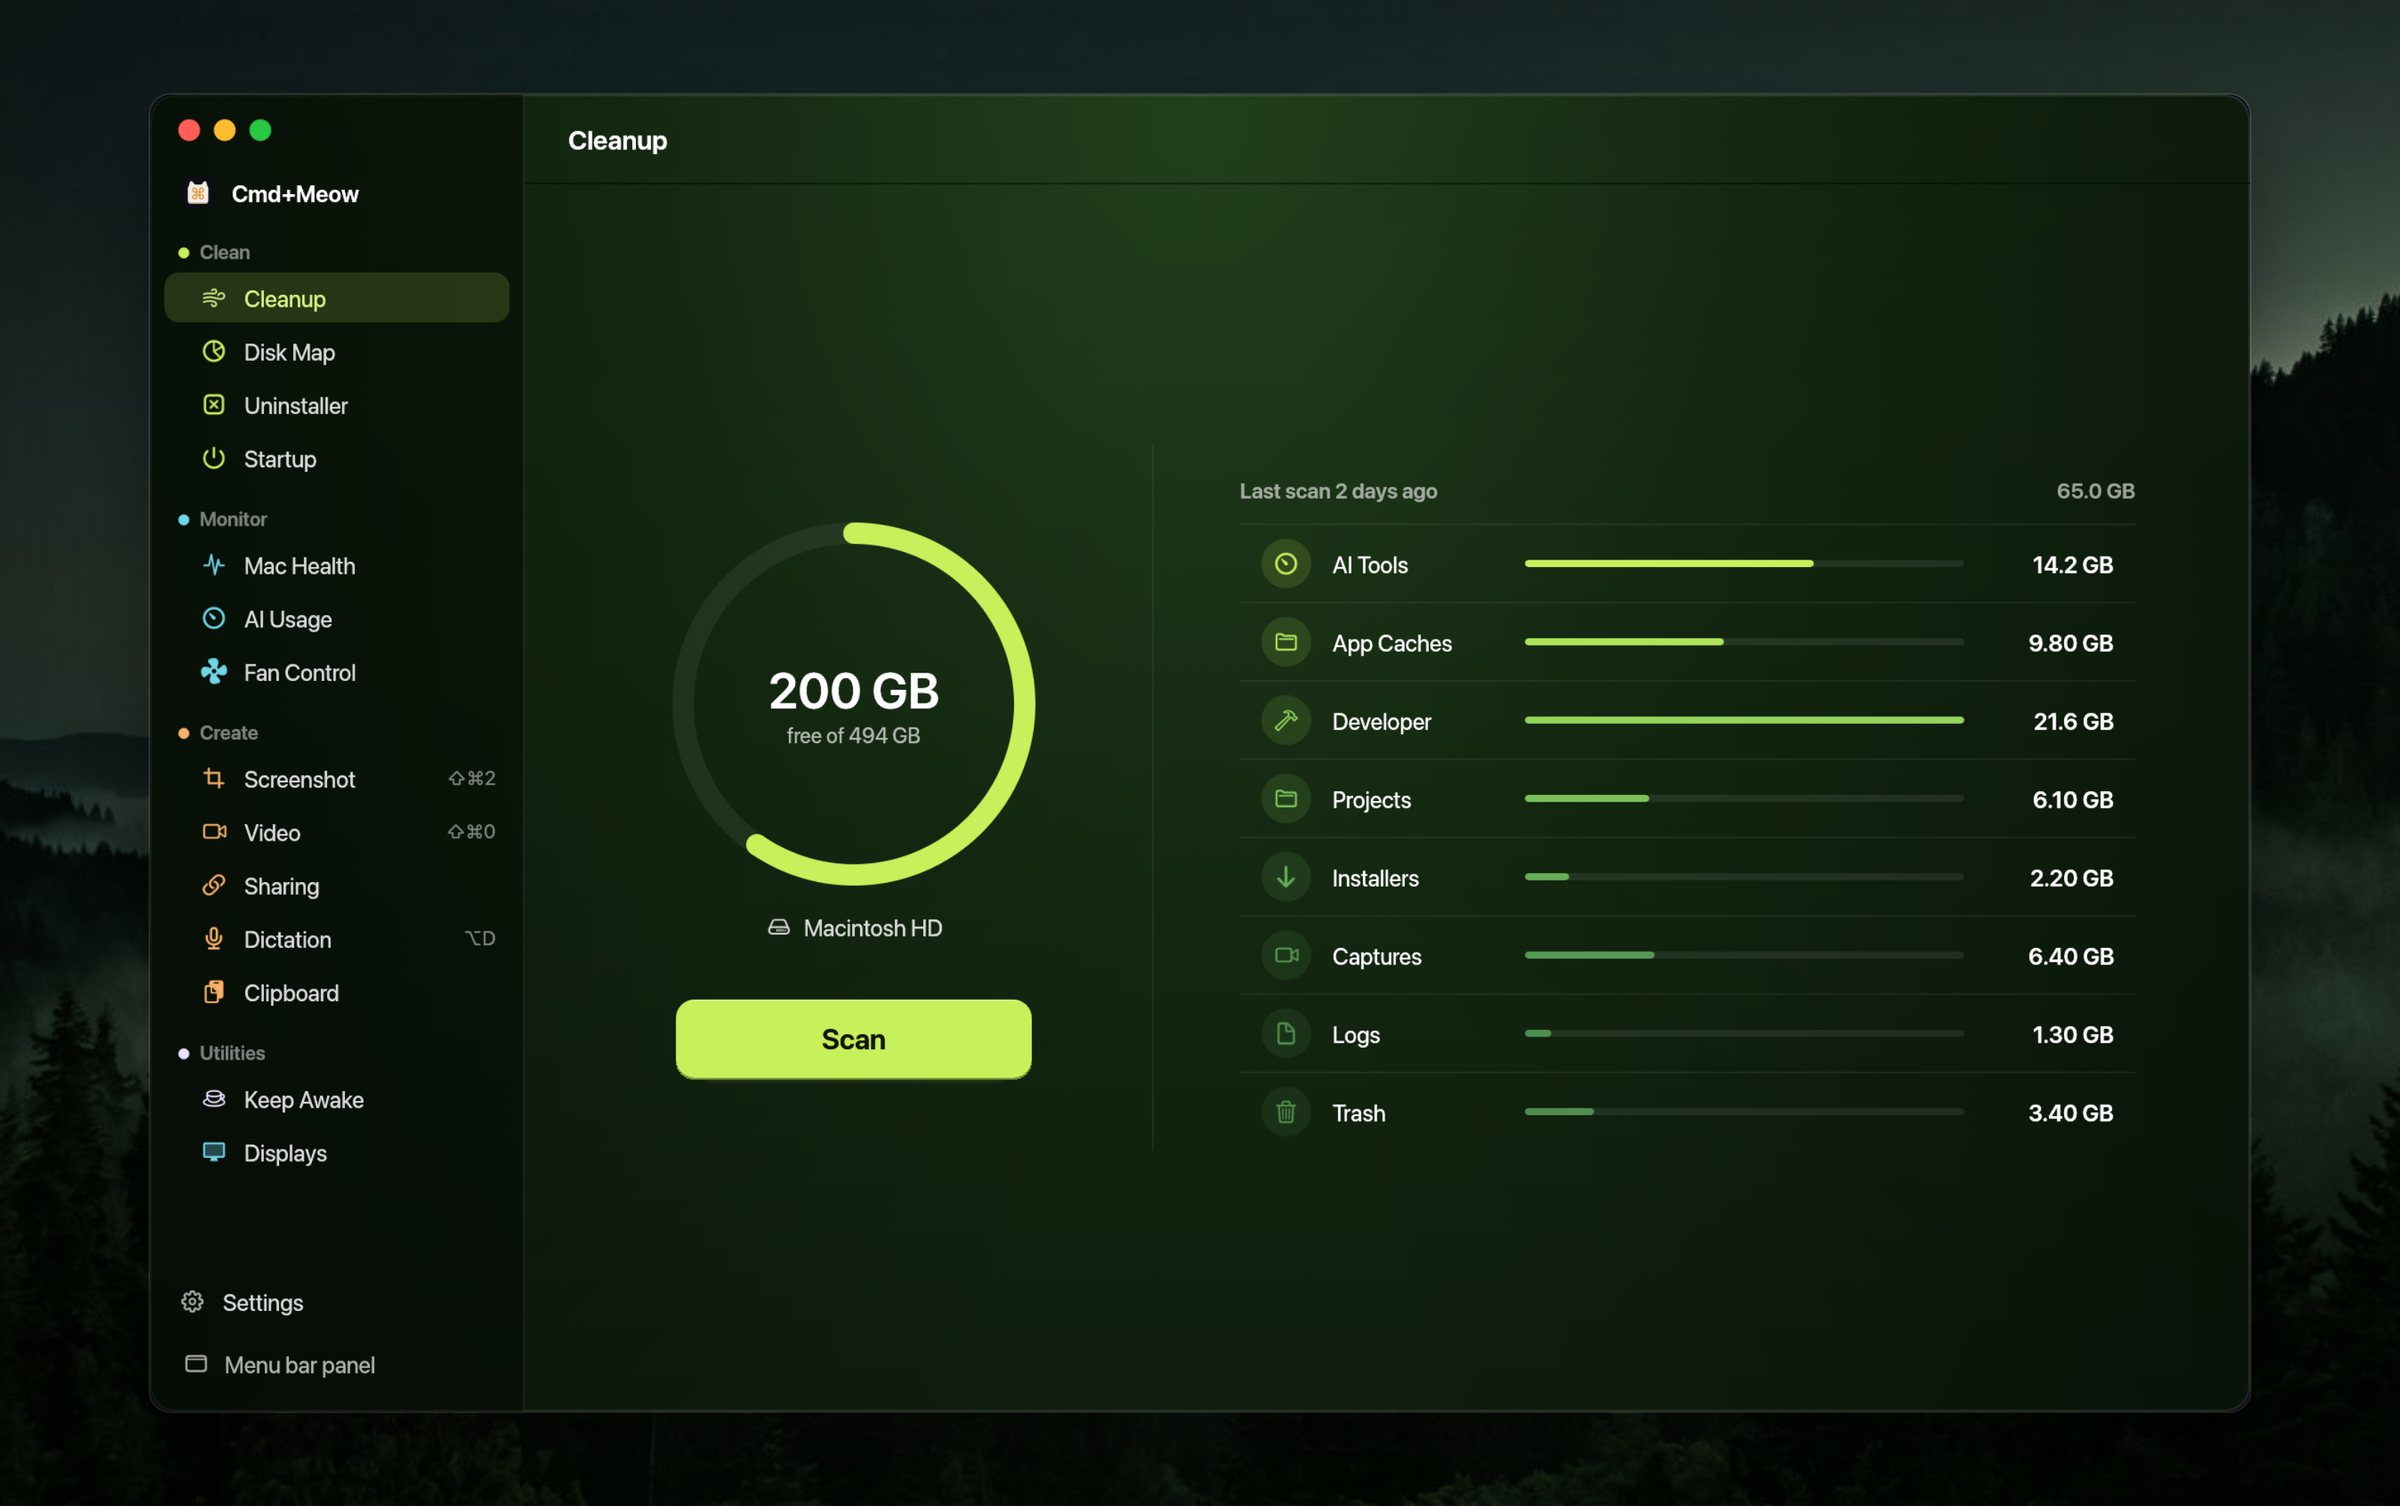 Cmd+Meow
Clean
Cleanup
Disk Map
Uninstaller
Startup
Monitor
Mac Health
AI Usage
Fan Control
Create
Screenshot ⇧⌘2
Video ⇧⌘0
Sharing
Dictation ⌥D
Clipboard
Utilities
Keep Awake
Displays
Settings
Menu bar panel
Cleanup
200 GB
free of 494 GB
Macintosh HD
Scan
Last scan 2 days ago 65.0 GB
AI Tools 14.2 GB
App Caches 9.80 GB
Developer 21.6 GB
Projects 6.10 GB
Installers 2.20 GB
Captures 6.40 GB
Logs 1.30 GB
Trash 3.40 GB